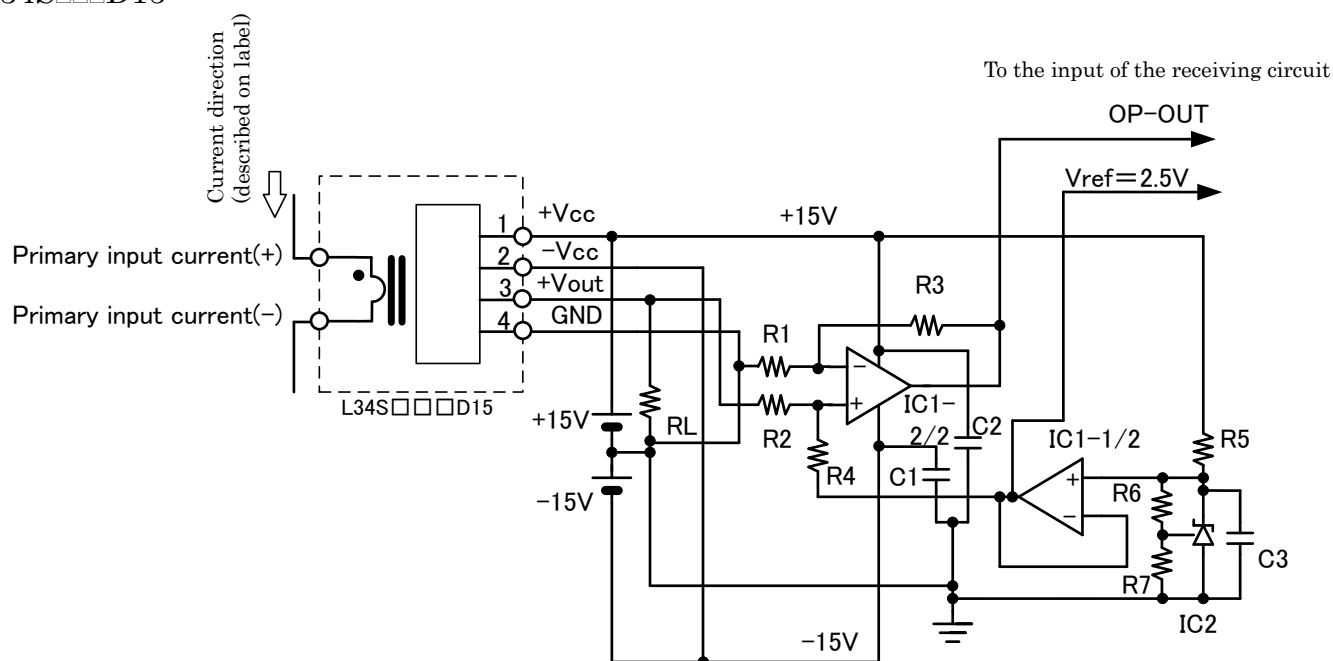 Current direction
(described on label)
To the input of the receiving circuit
OP-OUT
Vref=2.5V
+15V
Primary input current(+)
Primary input current(-)
1
+Vcc
2
-Vcc
3
+Vout
4
GND
L34S□□□D15
R3
R1
R2
R4
IC1-
2/2
C2
C1
RL
+15V
-15V
IC1-1/2
R5
R6
R7
C3
IC2
-15V